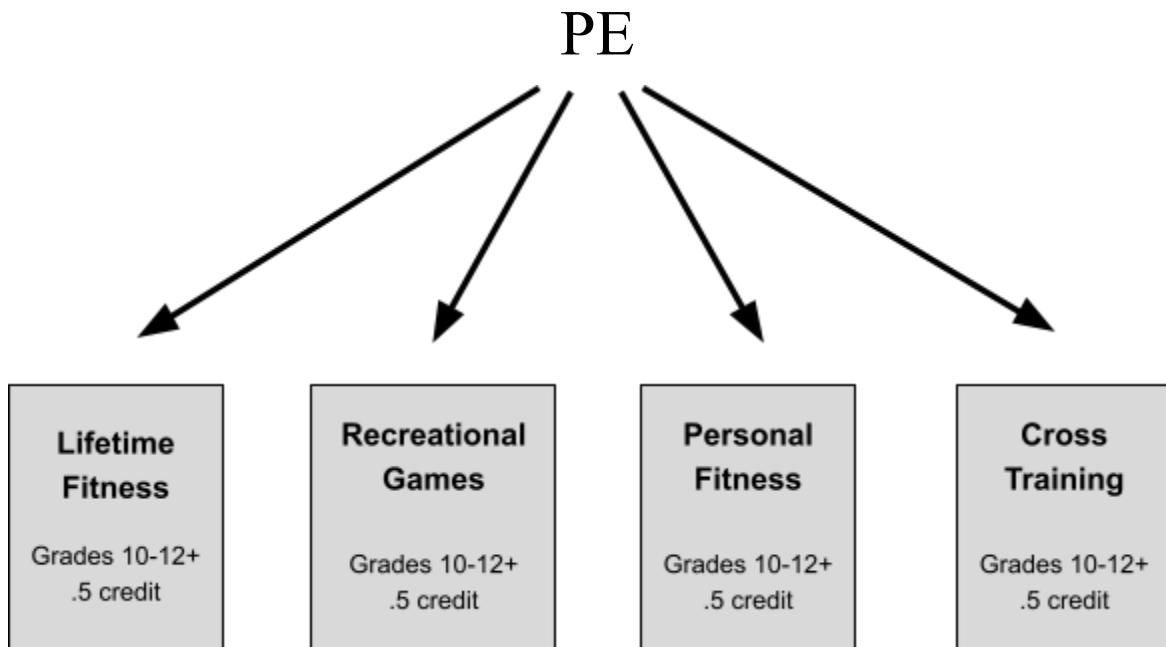 PE
Lifetime
Fitness
Grades 10-12+
.5 credit
Recreational
Games
Grades 10-12+
.5 credit
Personal
Fitness
Grades 10-12+
.5 credit
Cross
Training
Grades 10-12+
.5 credit